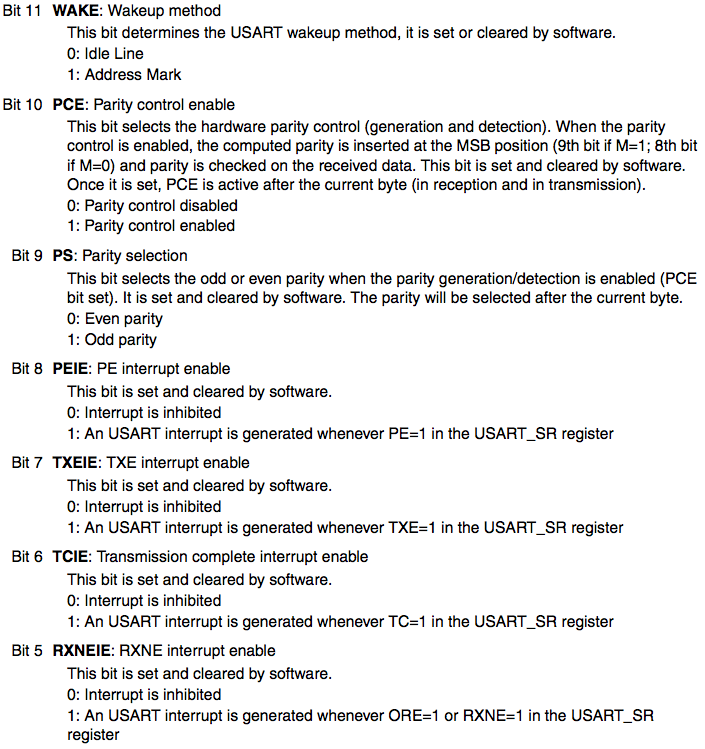 Bit 11 WAKE: Wakeup method
This bit determines the USART wakeup method, it is set or cleared by software.
0: Idle Line
1: Address Mark
Bit 10 PCE: Parity control enable
This bit selects the hardware parity control (generation and detection). When the parity
control is enabled, the computed parity is inserted at the MSB position (9th bit if M=1; 8th bit
if M=0) and parity is checked on the received data. This bit is set and cleared by software.
Once it is set, PCE is active after the current byte (in reception and in transmission).
0: Parity control disabled
1: Parity control enabled
Bit 9 PS: Parity selection
This bit selects the odd or even parity when the parity generation/detection is enabled (PCE
bit set). It is set and cleared by software. The parity will be selected after the current byte.
0: Even parity
1: Odd parity
Bit 8 PEIE: PE interrupt enable
This bit is set and cleared by software.
0: Interrupt is inhibited
1: An USART interrupt is generated whenever PE=1 in the USART_SR register
Bit 7 TXEIE: TXE interrupt enable
This bit is set and cleared by software.
0: Interrupt is inhibited
1: An USART interrupt is generated whenever TXE=1 in the USART_SR register
Bit 6 TCIE: Transmission complete interrupt enable
This bit is set and cleared by software.
0: Interrupt is inhibited
1: An USART interrupt is generated whenever TC=1 in the USART_SR register
Bit 5 RXNEIE: RXNE interrupt enable
This bit is set and cleared by software.
0: Interrupt is inhibited
1: An USART interrupt is generated whenever ORE=1 or RXNE=1 in the USART_SR
register